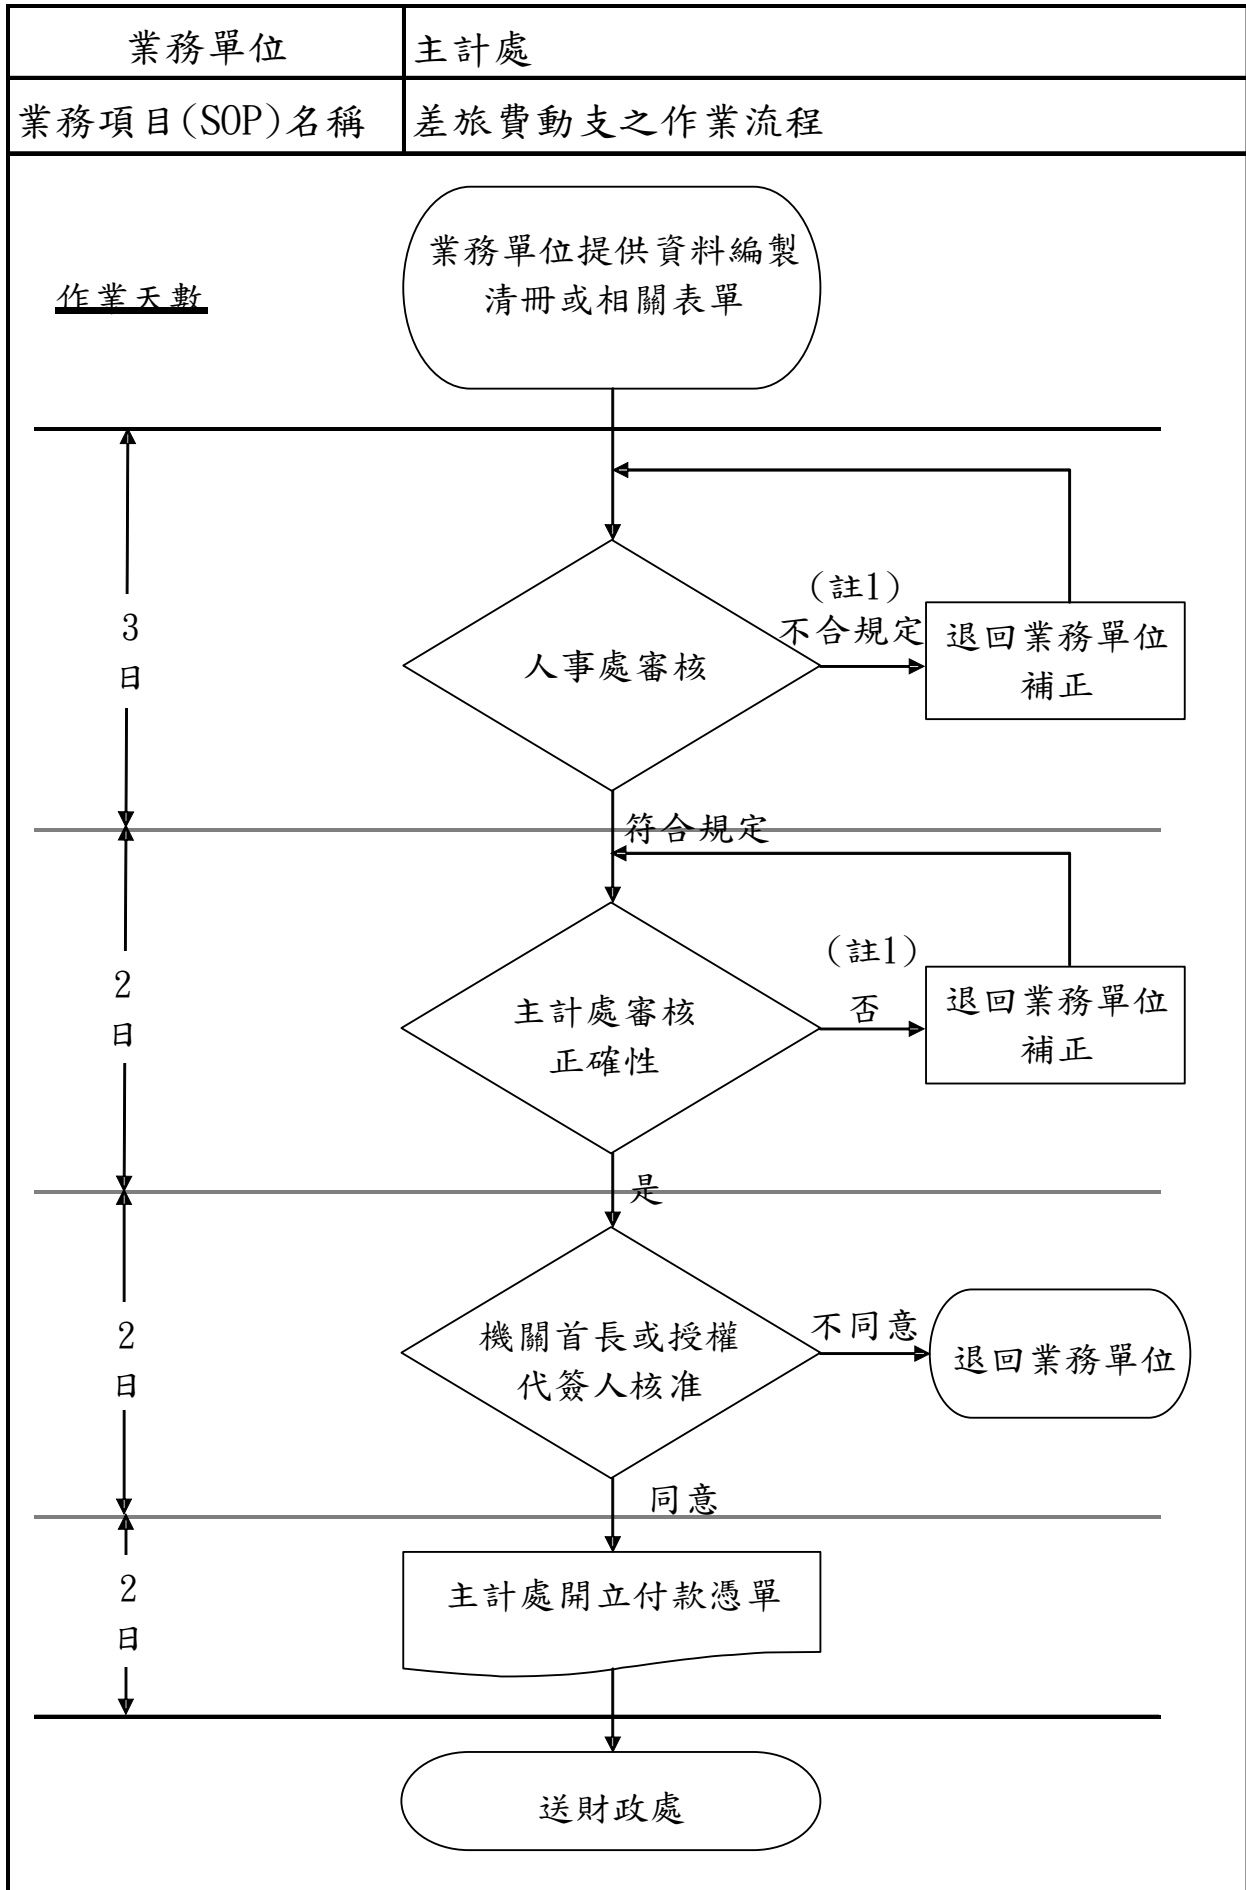 業務單位
主計處
業務項目(SOP)名稱
差旅費動支之作業流程
業務單位提供資料編製
清冊或相關表單
作業天數
3
日
(註1)
不合規定
退回業務單位
補正
人事處審核
符合規定
2
日
(註1)
否
退回業務單位
補正
主計處審核
正確性
是
2
日
機關首長或授權
代簽人核准
不同意
退回業務單位
同意
2
日
主計處開立付款憑單
送財政處